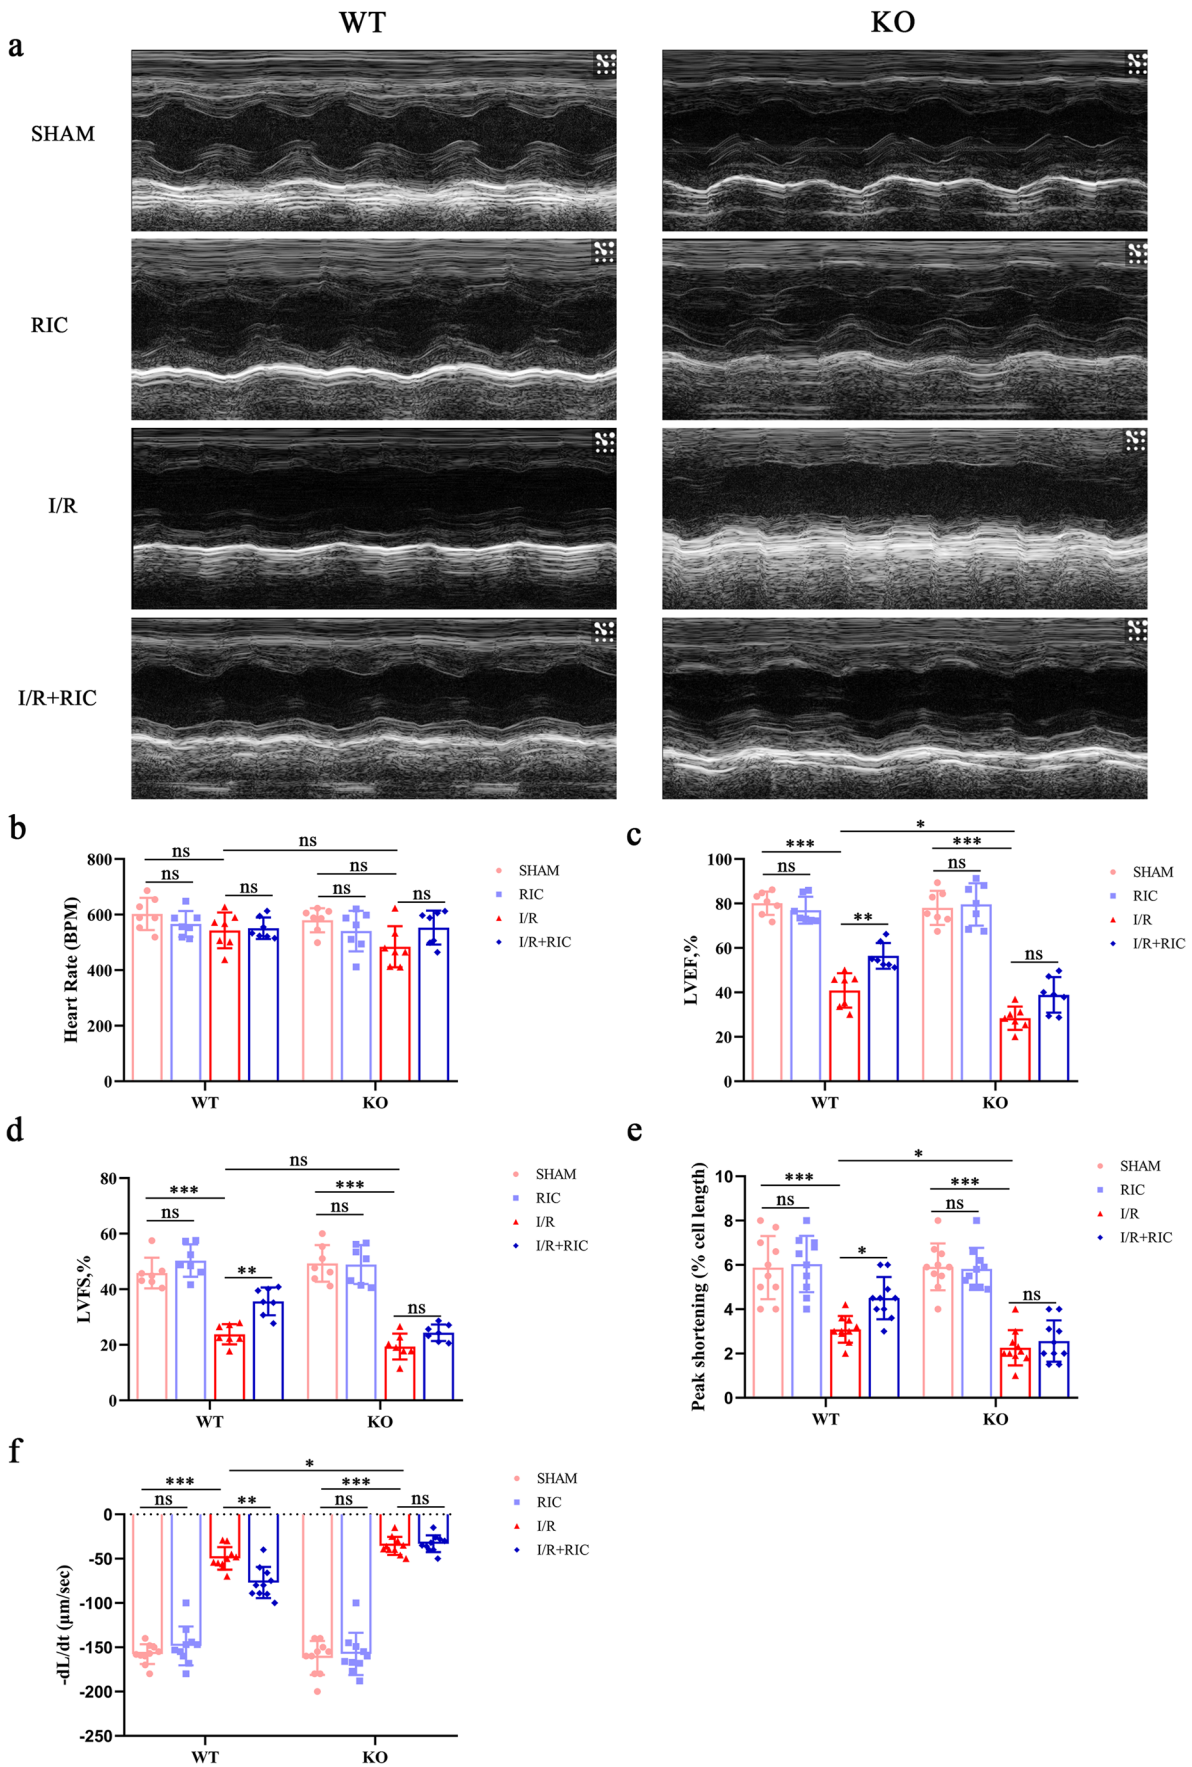 WT KO
a
SHAM
RIC
I/R
I/R+RIC
b
ns ns
ns ns
ns ns ns ns
Heart Rate (BPM)
800
600
400
200
0
WT KO
SHAM
RIC
I/R
I/R+RIC
c
*
*** ***
ns ns
**
ns
LVEF,%
100
80
60
40
20
0
WT KO
SHAM
RIC
I/R
I/R+RIC
d
ns
*** ***
ns ns
**
ns
LVFS,%
80
60
40
20
0
WT KO
SHAM
RIC
I/R
I/R+RIC
e
*
*** ***
ns ns
*
ns
Peak shortening (% cell length)
10
8
6
4
2
0
WT KO
SHAM
RIC
I/R
I/R+RIC
f
*
*** ***
ns ** ns ns
-dL/dt (μm/sec)
0
-50
-100
-150
-200
-250
WT KO
SHAM
RIC
I/R
I/R+RIC